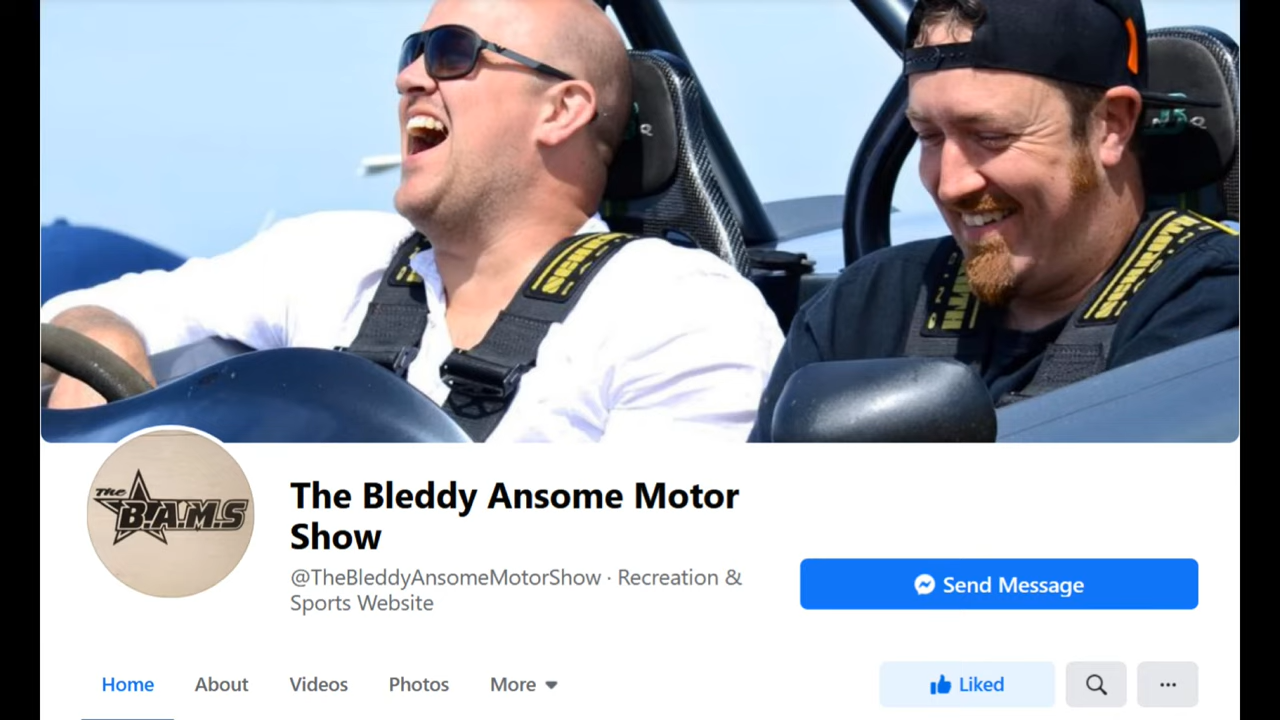 The
B.A.M.S
The Bleddy Ansome Motor
Show
@TheBleddyAnsomeMotorShow · Recreation &
Sports Website
Send Message
Home
About
Videos
Photos
More
Liked